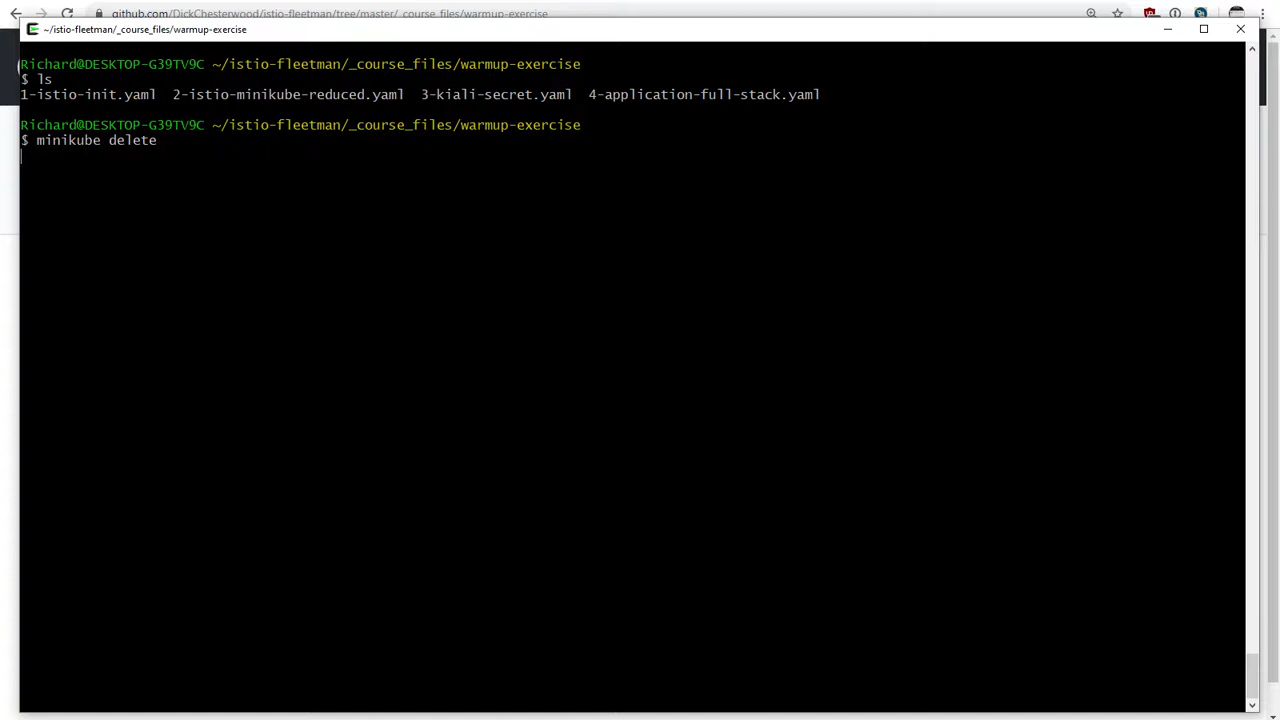 github.com/DickChesterwood/istio-fleetman/tree/master/_course_files/warmup-exercise
~/istio-fleetman/_course_files/warmup-exercise
Richard@DESKTOP-G39TV9C ~/istio-fleetman/_course_files/warmup-exercise
$ ls
1-istio-init.yaml  2-istio-minikube-reduced.yaml  3-kiali-secret.yaml  4-application-full-stack.yaml
Richard@DESKTOP-G39TV9C ~/istio-fleetman/_course_files/warmup-exercise
$ minikube delete